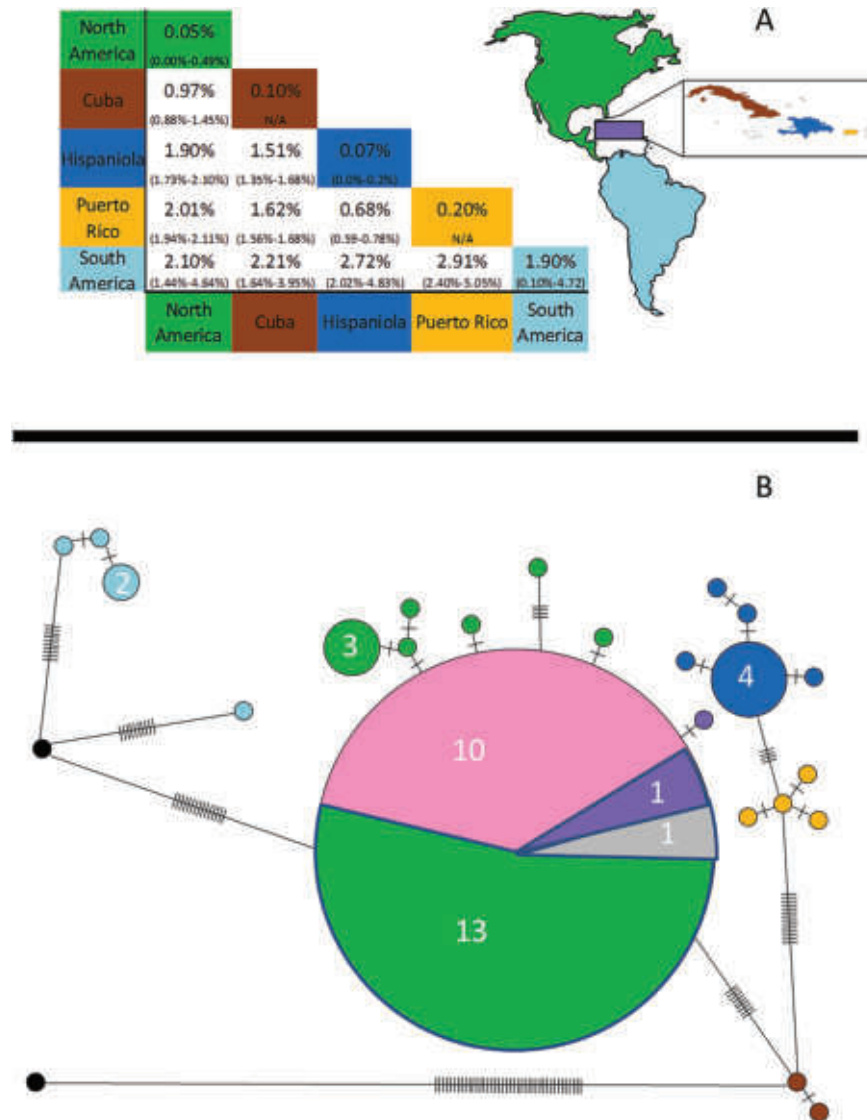 A
North America
0.05%
(0.00%-0.49%)
Cuba
0.97%
0.10%
(0.88%-1.45%)
N/A
Hispaniola
1.90%
1.51%
0.07%
(1.73%-2.30%)
(1.35%-1.68%)
(0.0%-0.2%)
Puerto Rico
2.01%
1.62%
0.68%
0.20%
(1.94%-2.11%)
(1.56%-1.68%)
(0.59-0.78%)
N/A
South America
2.10%
2.21%
2.72%
2.91%
1.90%
(1.44%-4.64%)
(1.64%-3.95%)
(2.02%-4.83%)
(2.40%-5.05%)
(0.10%-4.72)
North America
Cuba
Hispaniola
Puerto Rico
South America
B
2
3
4
10
1
1
13